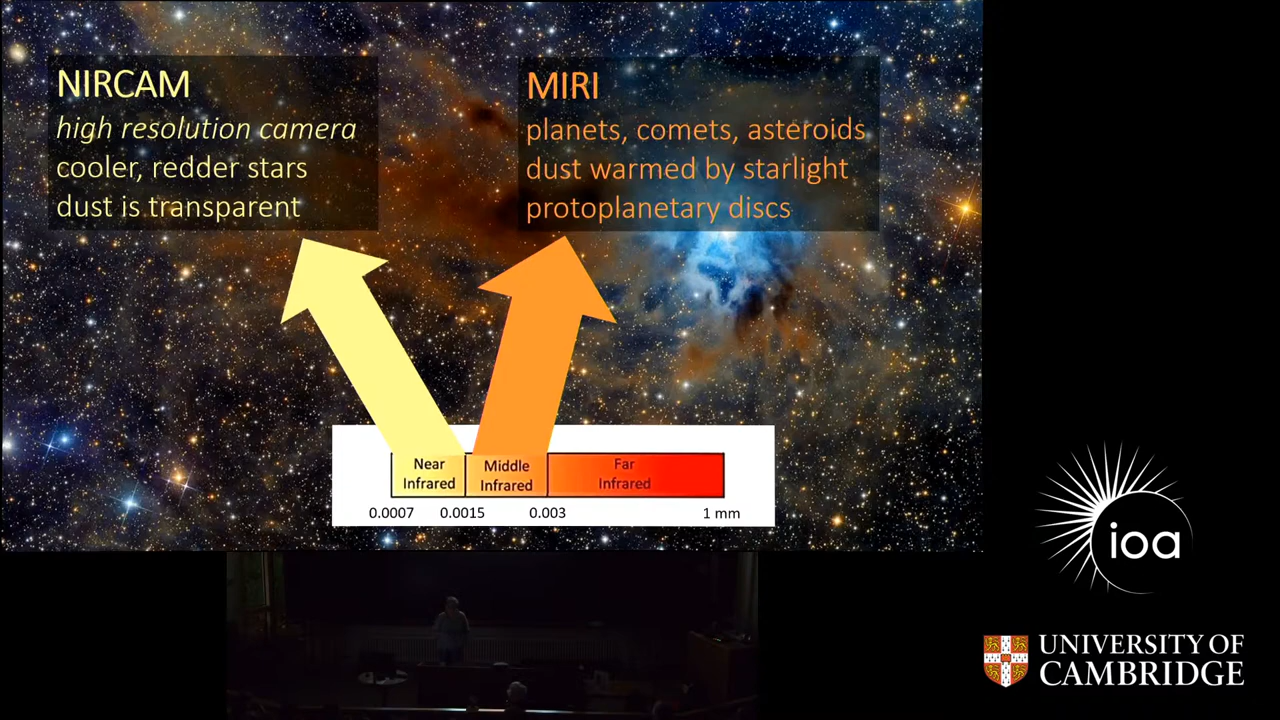 NIRCAM
high resolution camera
cooler, redder stars
dust is transparent
MIRI
planets, comets, asteroids
dust warmed by starlight
protoplanetary discs
Near
Infrared
Middle
Infrared
Far
Infrared
0.0007
0.0015
0.003
1 mm
ioa
UNIVERSITY OF
CAMBRIDGE